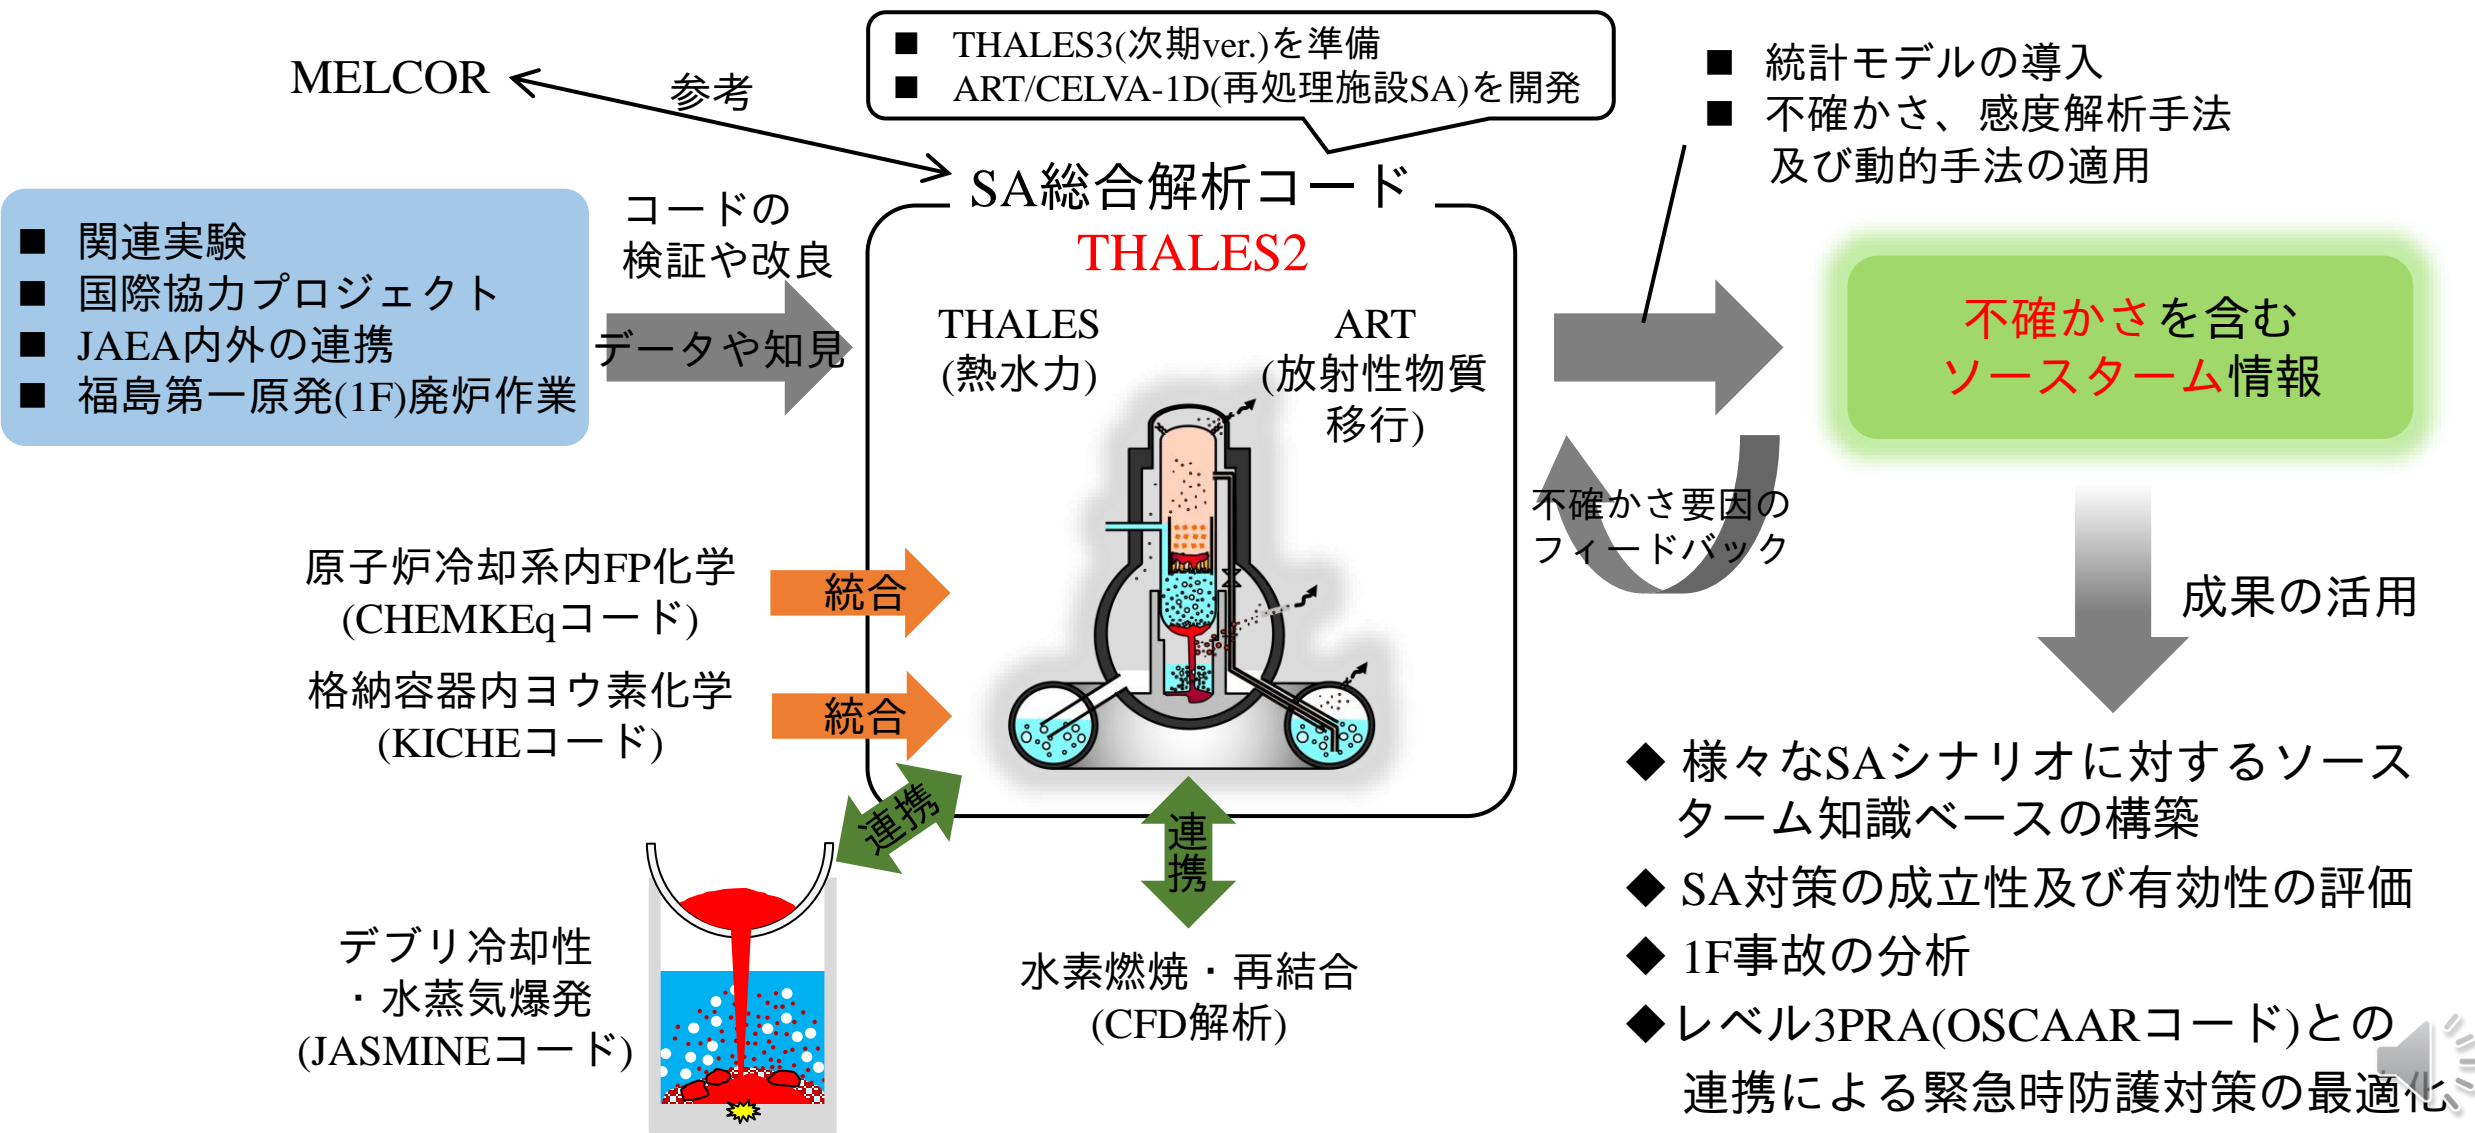 ■ THALES3(次期ver.)を準備
■ ART/CELVA-1D(再処理施設SA)を開発
MELCOR
参考
■ 統計モデルの導入
■ 不確かさ、感度解析手法
及び動的手法の適用
SA総合解析コード
THALES2
■ 関連実験
■ 国際協力プロジェクト
■ JAEA内外の連携
■ 福島第一原発(1F)廃炉作業
コードの
検証や改良
データや知見
THALES
(熱水力)
ART
(放射性物質
移行)
不確かさを含む
ソースターム情報
不確かさ要因の
フィードバック
原子炉冷却系内FP化学
(CHEMKEqコード)
統合
格納容器内ヨウ素化学
(KICHEコード)
統合
連携
連携
デブリ冷却性
・水蒸気爆発
(JASMINEコード)
水素燃焼・再結合
(CFD解析)
成果の活用
◆ 様々なSAシナリオに対するソース
ターム知識ベースの構築
◆ SA対策の成立性及び有効性の評価
◆ 1F事故の分析
◆レベル3PRA(OSCAARコード)との
連携による緊急時防護対策の最適化